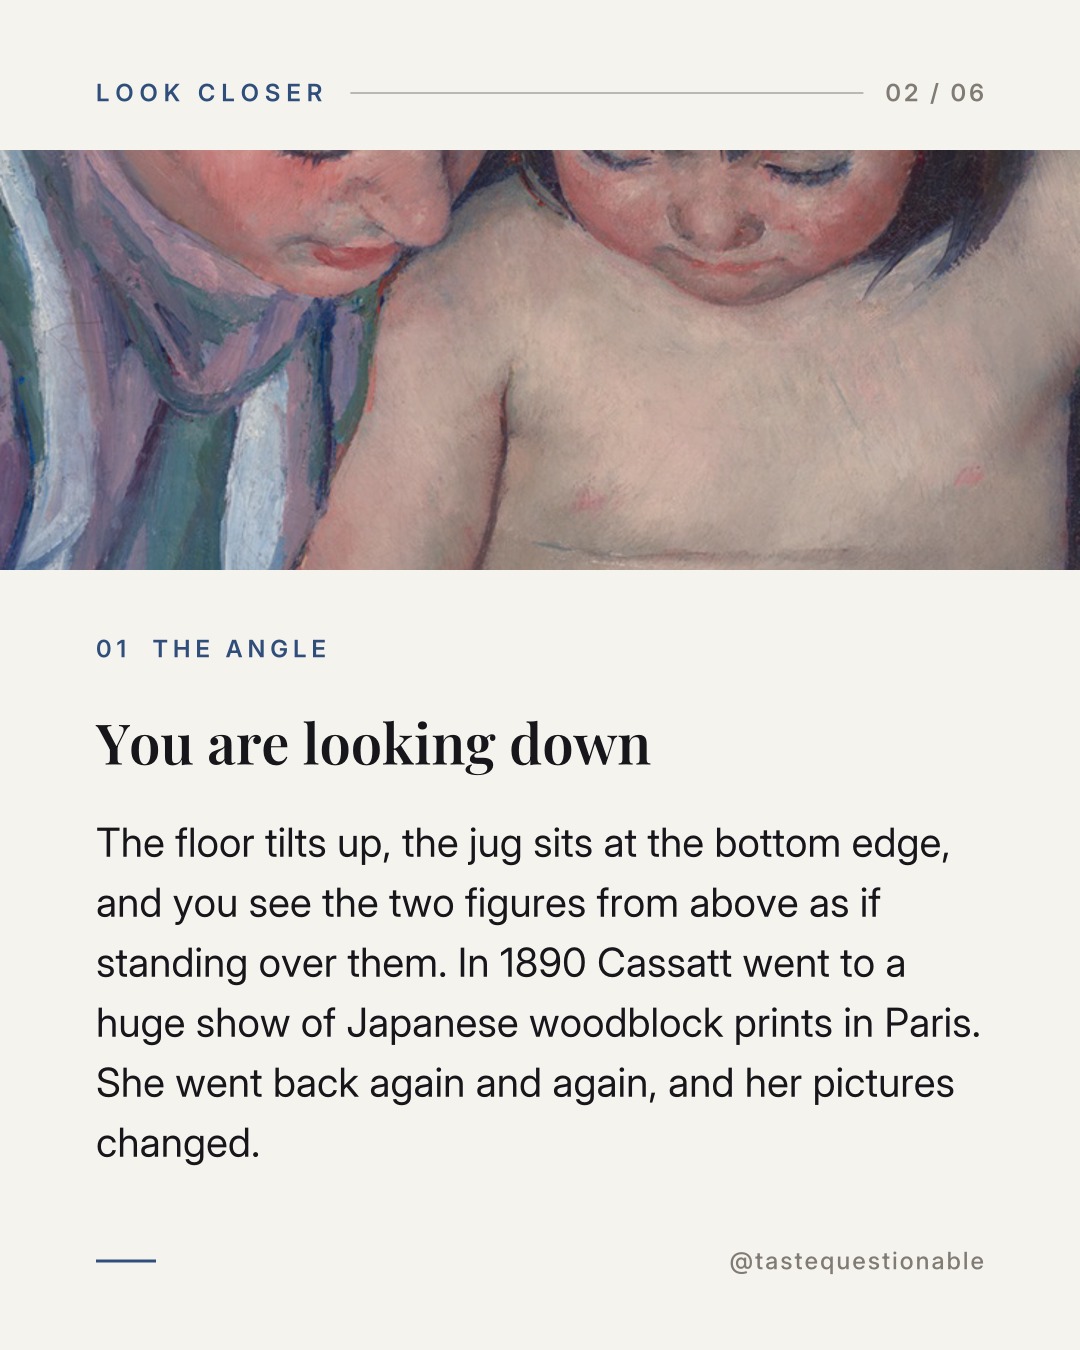 LOOK CLOSER
02 / 06
01 THE ANGLE
You are looking down
The floor tilts up, the jug sits at the bottom edge,
and you see the two figures from above as if
standing over them. In 1890 Cassatt went to a
huge show of Japanese woodblock prints in Paris.
She went back again and again, and her pictures
changed.
@tastequestionable